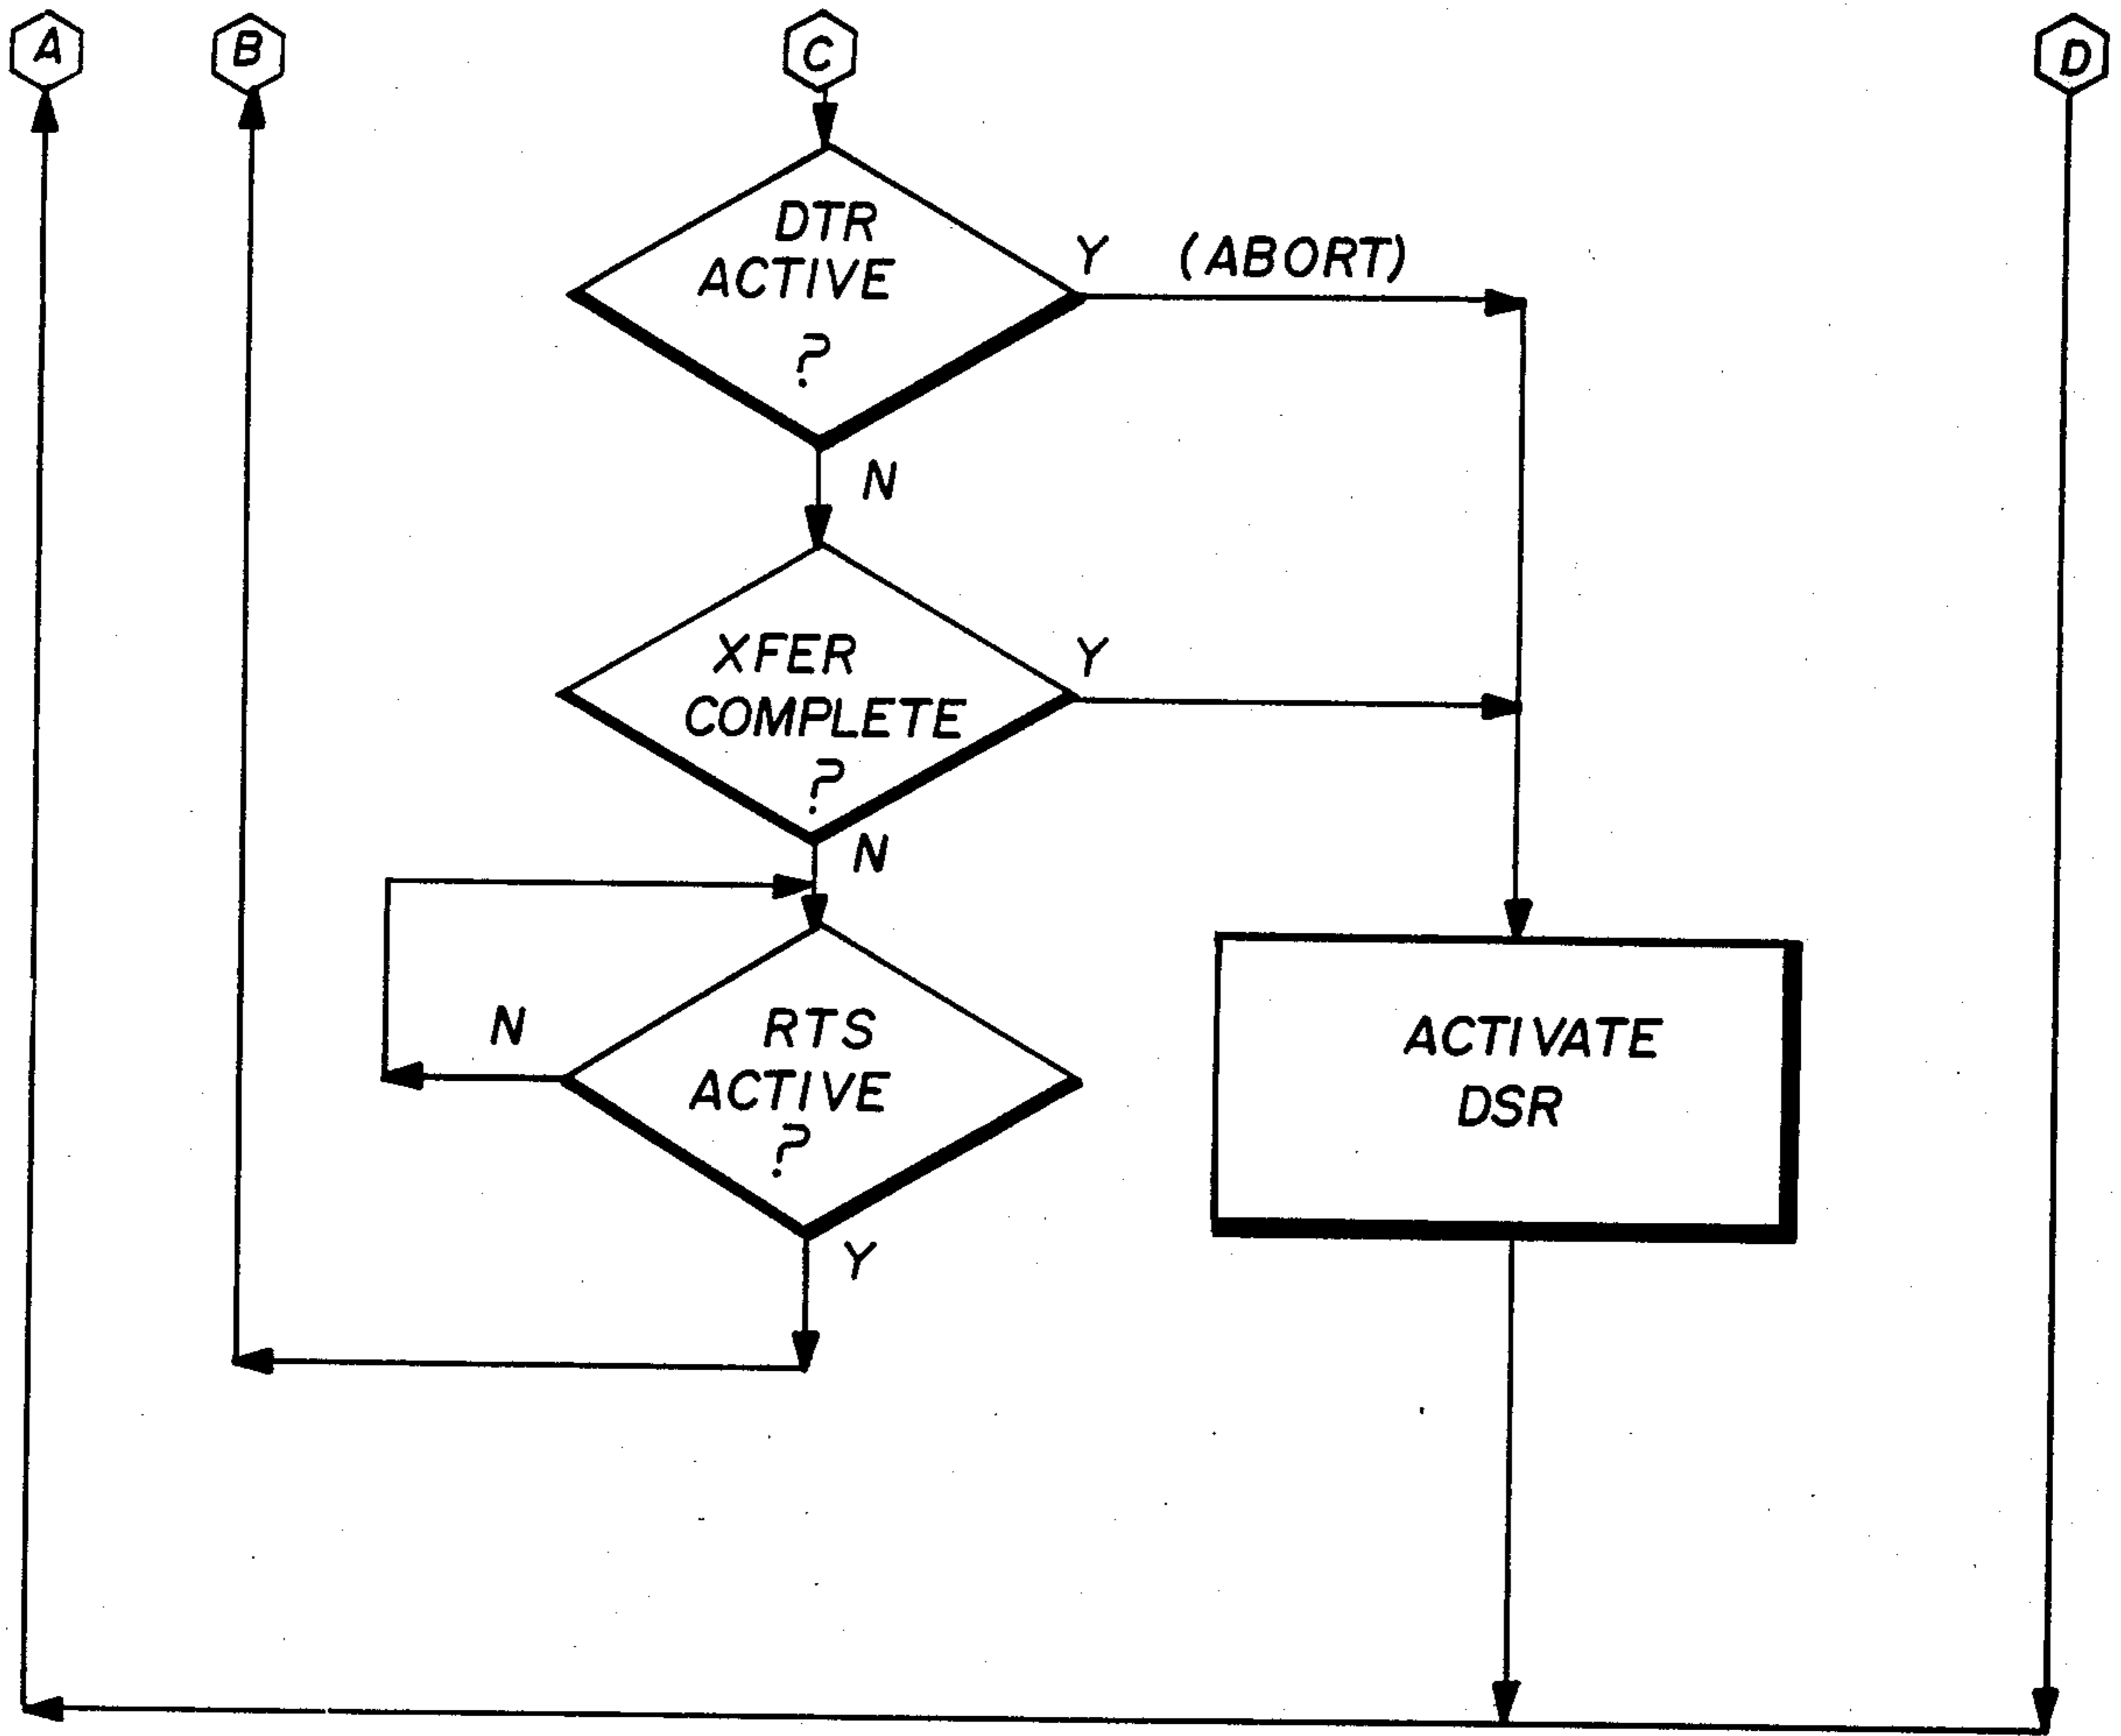 A
B
C
D
DTR
ACTIVE
?
Y (ABORT)
N
XFER
COMPLETE
?
Y
N
RTS
ACTIVE
?
N
Y
ACTIVATE
DSR